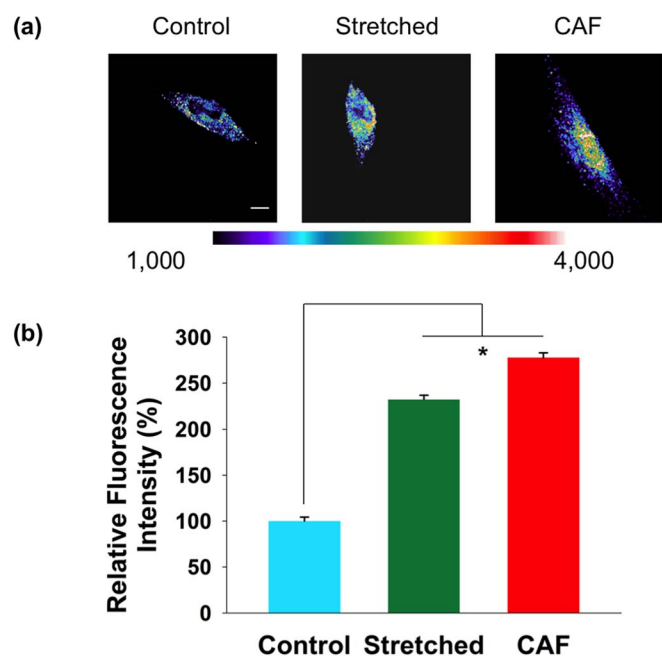 (a)
Control Stretched CAF
1,000 4,000
(b)
Relative Fluorescence
Intensity (%)
300
250
200
150
100
50
0
*
Control Stretched CAF